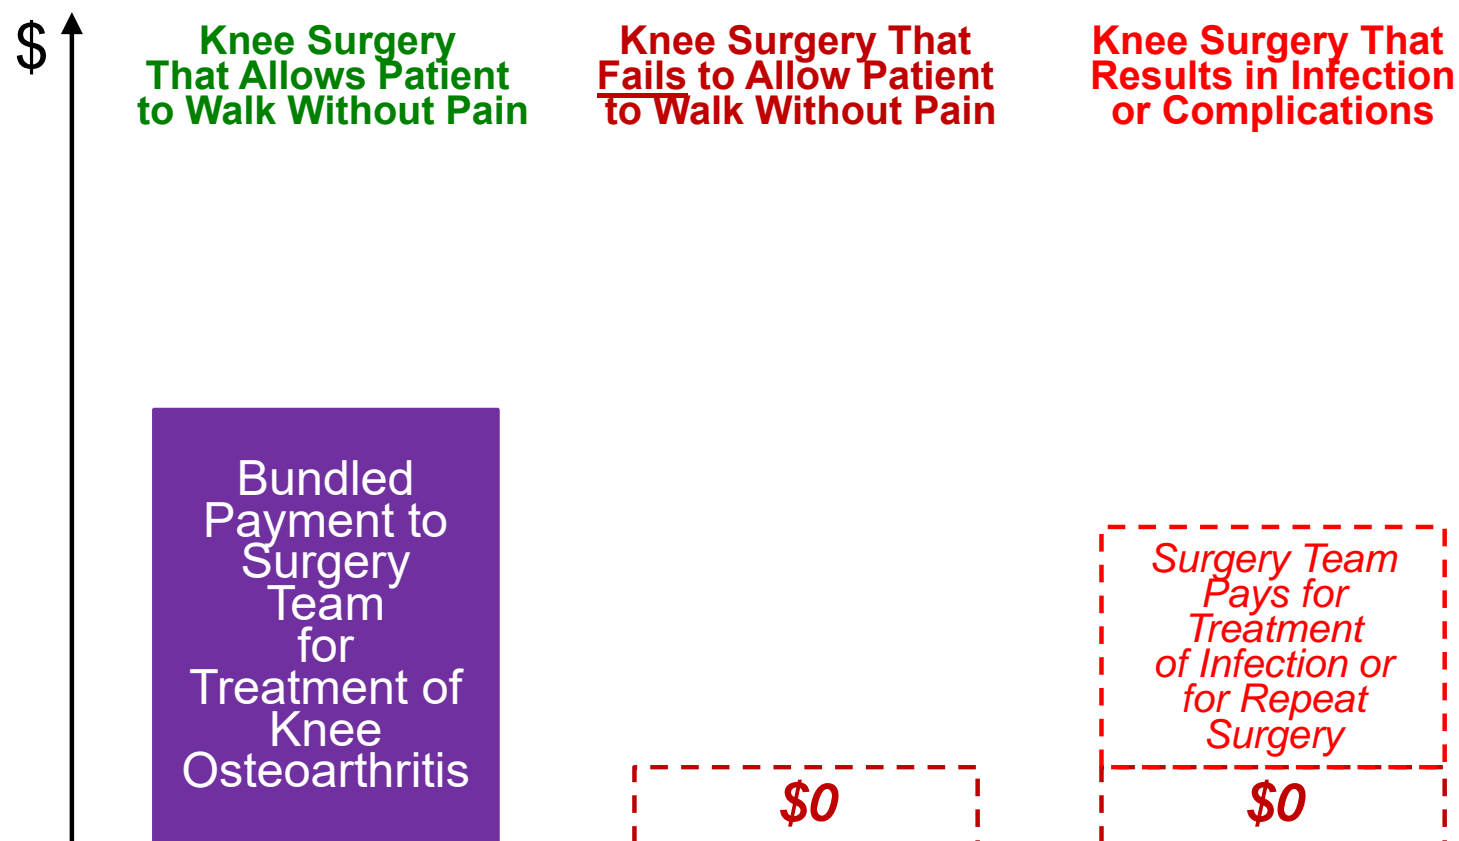 $
Knee Surgery
That Allows Patient
to Walk Without Pain
Knee Surgery That
Fails to Allow Patient
to Walk Without Pain
Knee Surgery That
Results in Infection
or Complications
Bundled
Payment to
Surgery
Team
for
Treatment of
Knee
Osteoarthritis
$0
Surgery Team
Pays for
Treatment
of Infection or
for Repeat
Surgery
$0